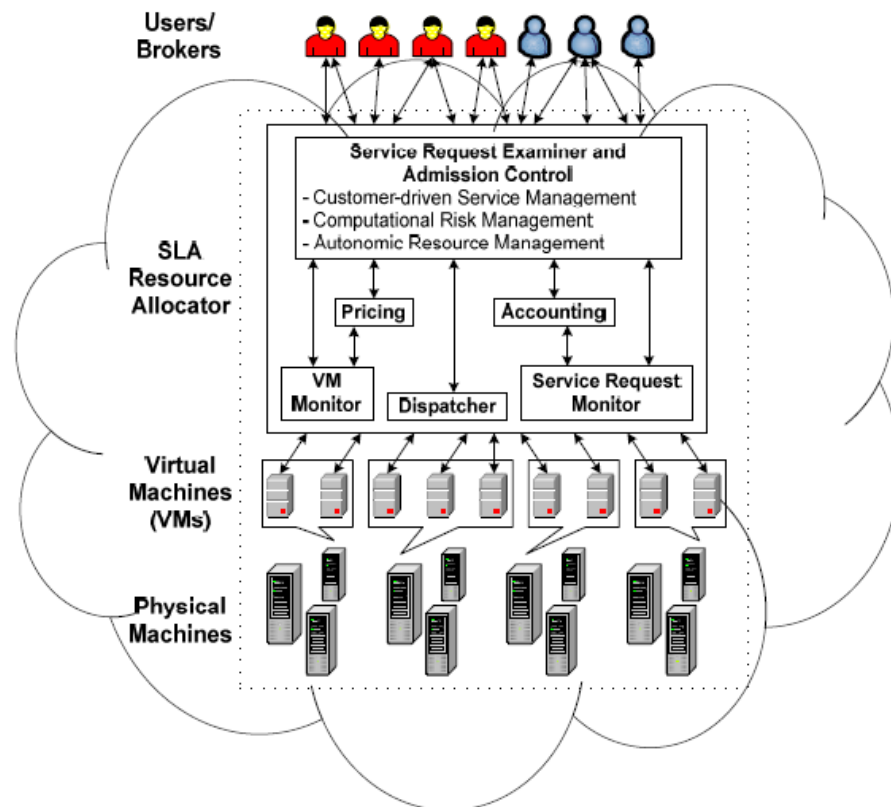 Users/
Brokers
Service Request Examiner and
Admission Control
- Customer-driven Service Management
- Computational Risk Management
- Autonomic Resource Management
SLA
Resource
Allocator
Pricing
Accounting
VM
Monitor
Dispatcher
Service Request
Monitor
Virtual
Machines
(VMs)
Physical
Machines